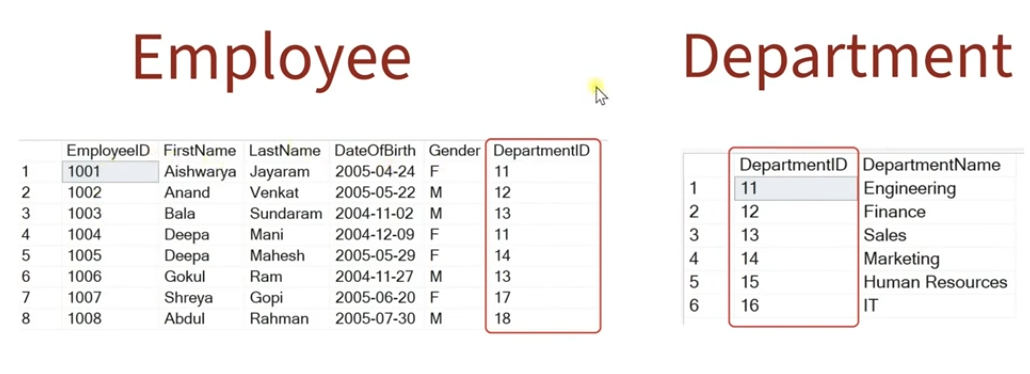 Employee
Department
EmployeeID FirstName LastName DateOfBirth Gender DepartmentID
1 1001 Aishwarya Jayaram 2005-04-24 F 11
2 1002 Anand Venkat 2005-05-22 M 12
3 1003 Bala Sundaram 2004-11-02 M 13
4 1004 Deepa Mani 2004-12-09 F 11
5 1005 Deepa Mahesh 2005-05-29 F 14
6 1006 Gokul Ram 2004-11-27 M 13
7 1007 Shreya Gopi 2005-06-20 F 17
8 1008 Abdul Rahman 2005-07-30 M 18
DepartmentID DepartmentName
1 11 Engineering
2 12 Finance
3 13 Sales
4 14 Marketing
5 15 Human Resources
6 16 IT